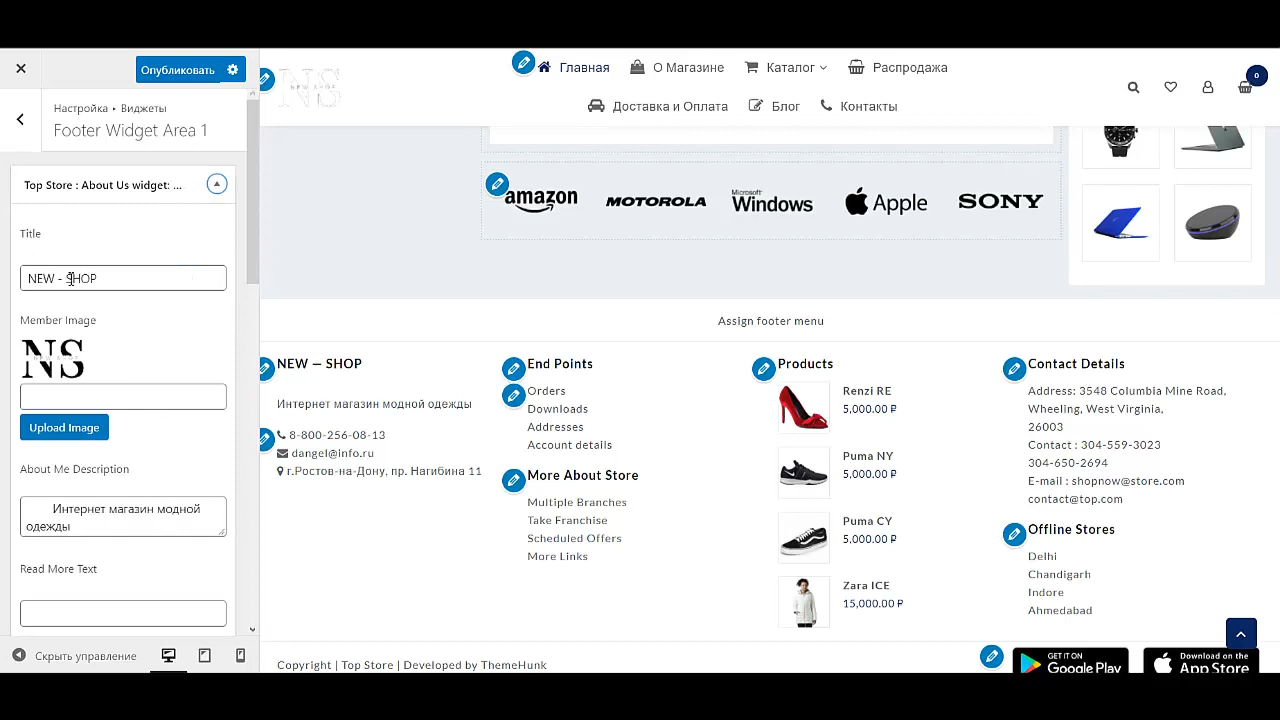 Опубликовать
Настройка ▸ Виджеты
Footer Widget Area 1
Top Store : About Us widget: ...
Title
NEW - SHOP
Member Image
NS
Upload Image
About Me Description
Интернет магазин модной
одежды
Read More Text
Скрыть управление
NS
NEW SHOP
Главная
О Магазине
Каталог
Распродажа
Доставка и Оплата
Блог
Контакты
0
amazon
MOTOROLA
Microsoft
Windows
Apple
SONY
Assign footer menu
NEW — SHOP
Интернет магазин модной одежды
8-800-256-08-13
dangel@info.ru
г.Ростов-на-Дону, пр. Нагибина 11
End Points
Orders
Downloads
Addresses
Account details
More About Store
Multiple Branches
Take Franchise
Scheduled Offers
More Links
Products
Renzi RE
5,000.00 ₽
Puma NY
5,000.00 ₽
Puma CY
5,000.00 ₽
Zara ICE
15,000.00 ₽
Contact Details
Address: 3548 Columbia Mine Road,
Wheeling, West Virginia,
26003
Contact : 304-559-3023
304-650-2694
E-mail : shopnow@store.com
contact@top.com
Offline Stores
Delhi
Chandigarh
Indore
Ahmedabad
Copyright | Top Store | Developed by ThemeHunk
GET IT ON
Google Play
Download on the
App Store